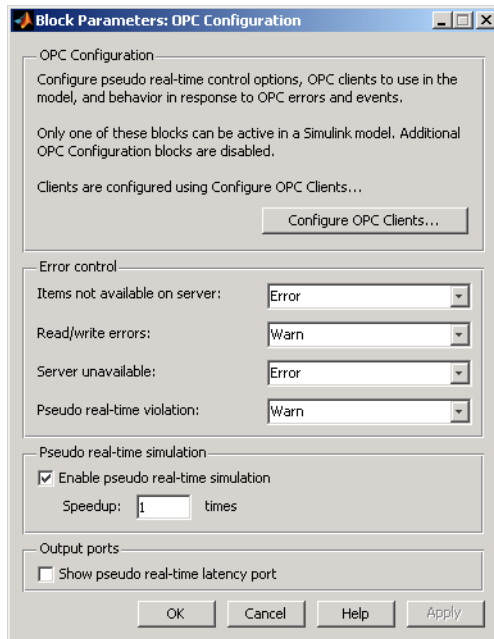 Block Parameters: OPC Configuration
OPC Configuration
Configure pseudo real-time control options, OPC clients to use in the
model, and behavior in response to OPC errors and events.
Only one of these blocks can be active in a Simulink model. Additional
OPC Configuration blocks are disabled.
Clients are configured using Configure OPC Clients...
Configure OPC Clients...
Error control
Items not available on server: Error
Read/write errors: Warn
Server unavailable: Error
Pseudo real-time violation: Warn
Pseudo real-time simulation
Enable pseudo real-time simulation
Speedup: 1 times
Output ports
Show pseudo real-time latency port
OK Cancel Help Apply